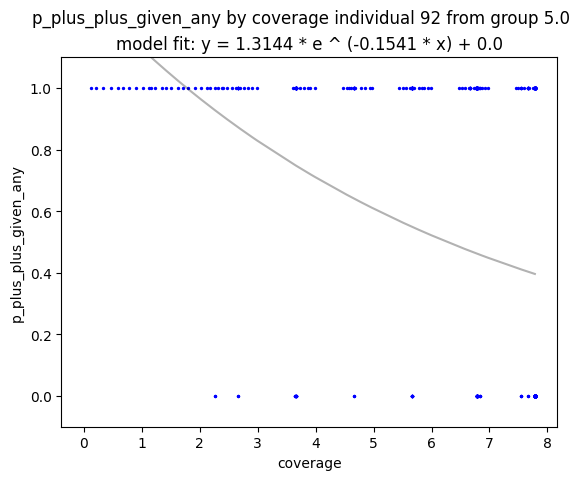 p_plus_plus_given_any by coverage individual 92 from group 5.0
model fit: y = 1.3144 * e ^ (-0.1541 * x) + 0.0
1.0
0.8
0.6
0.4
0.2
0.0
p_plus_plus_given_any
0 1 2 3 4 5 6 7 8
coverage